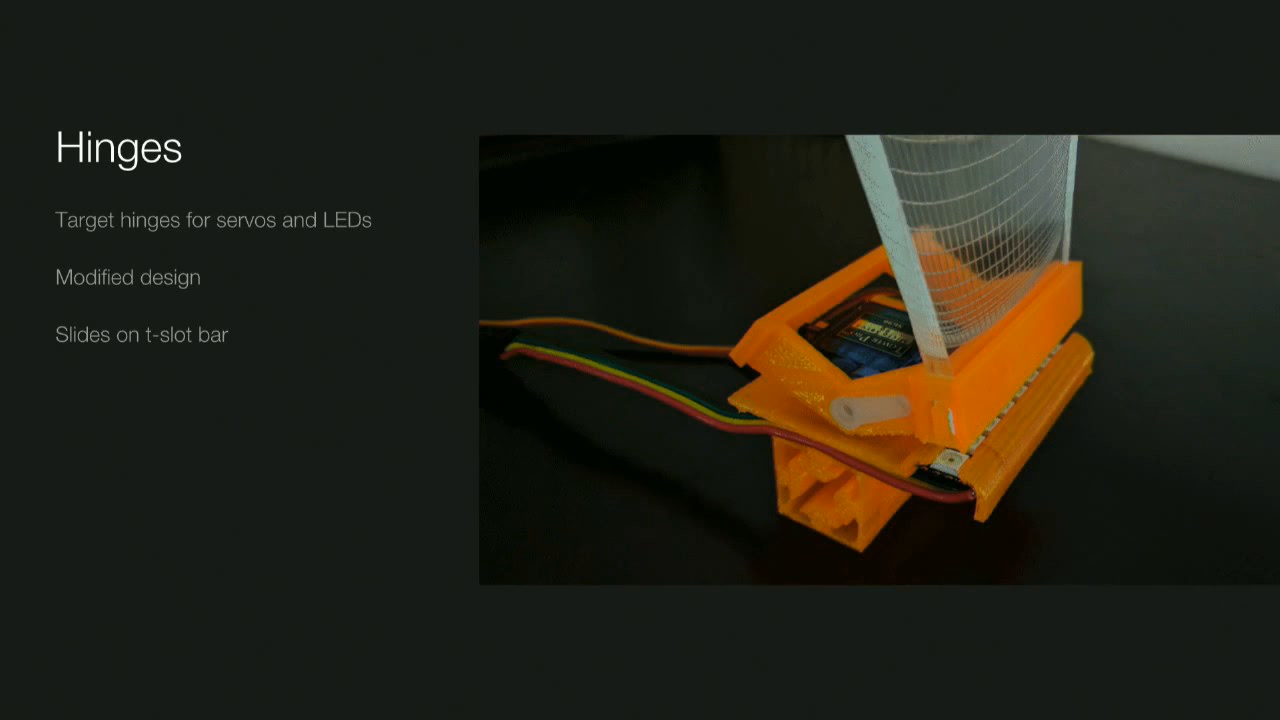 Hinges
Target hinges for servos and LEDs
Modified design
Slides on t-slot bar